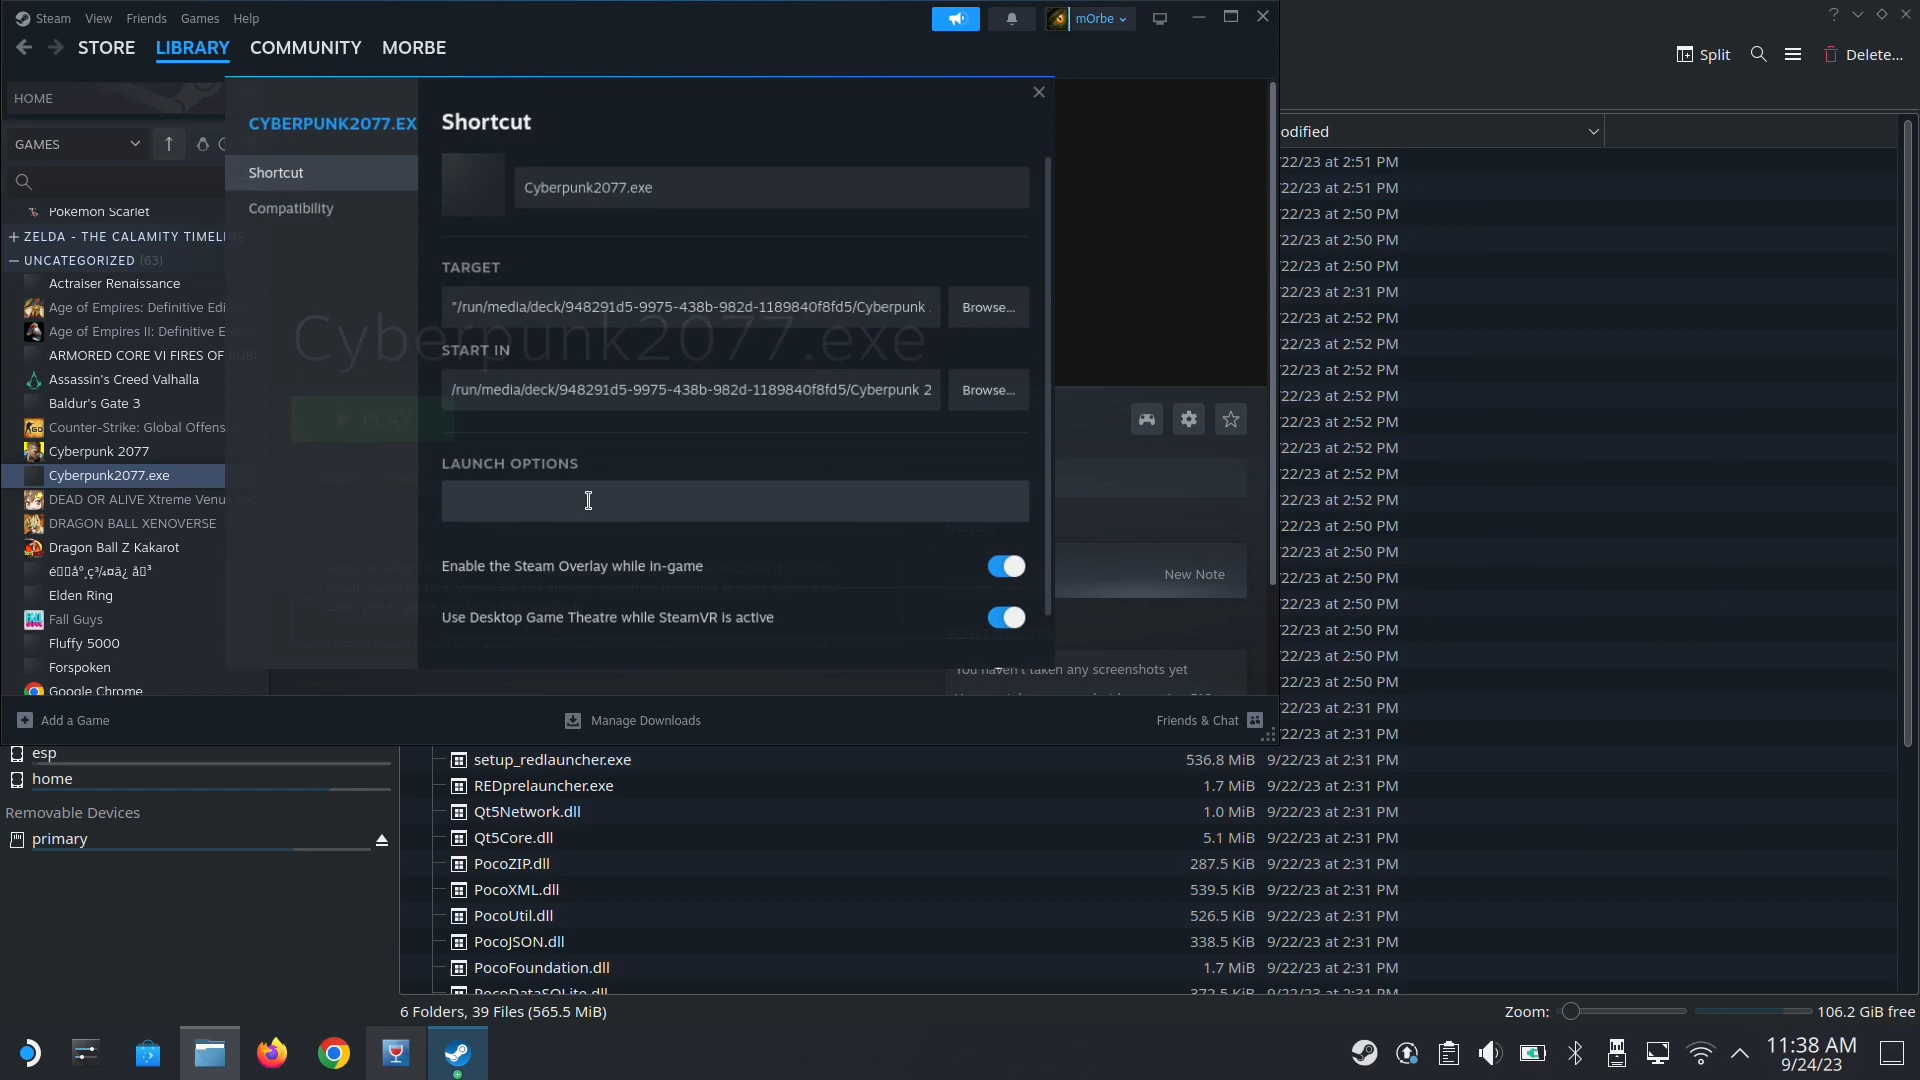 Steam View Friends Games Help
mOrbe
STORE LIBRARY COMMUNITY MORBE
Split
Delete...
HOME
GAMES
CYBERPUNK2077.EX
Shortcut
Compatibility
Shortcut
Cyberpunk2077.exe
TARGET
"/run/media/deck/948291d5-9975-438b-982d-1189840f8fd5/Cyberpunk
Browse...
START IN
/run/media/deck/948291d5-9975-438b-982d-1189840f8fd5/Cyberpunk 2
Browse...
LAUNCH OPTIONS
Enable the Steam Overlay while in-game
Use Desktop Game Theatre while SteamVR is active
Cyberpunk2077.exe
PLAY
New Note
You haven't taken any screenshots yet
Pokemon Scarlet
+ ZELDA - THE CALAMITY TIMELINE
– UNCATEGORIZED (63)
Actraiser Renaissance
Age of Empires: Definitive Edi
Age of Empires II: Definitive E
ARMORED CORE VI FIRES OF RUBI
Assassin's Creed Valhalla
Baldur's Gate 3
Counter-Strike: Global Offens
Cyberpunk 2077
Cyberpunk2077.exe
DEAD OR ALIVE Xtreme Venu
DRAGON BALL XENOVERSE
Dragon Ball Z Kakarot
Elden Ring
Fall Guys
Fluffy 5000
Forspoken
Google Chrome
Add a Game
Manage Downloads
Friends & Chat
odified
/22/23 at 2:51 PM
/22/23 at 2:51 PM
/22/23 at 2:50 PM
/22/23 at 2:50 PM
/22/23 at 2:50 PM
/22/23 at 2:31 PM
/22/23 at 2:52 PM
/22/23 at 2:52 PM
/22/23 at 2:52 PM
/22/23 at 2:52 PM
/22/23 at 2:52 PM
/22/23 at 2:52 PM
/22/23 at 2:52 PM
/22/23 at 2:52 PM
/22/23 at 2:50 PM
/22/23 at 2:50 PM
/22/23 at 2:50 PM
/22/23 at 2:50 PM
/22/23 at 2:50 PM
/22/23 at 2:50 PM
/22/23 at 2:50 PM
/22/23 at 2:31 PM
/22/23 at 2:31 PM
esp
home
Removable Devices
primary
setup_redlauncher.exe 536.8 MiB 9/22/23 at 2:31 PM
REDprelauncher.exe 1.7 MiB 9/22/23 at 2:31 PM
Qt5Network.dll 1.0 MiB 9/22/23 at 2:31 PM
Qt5Core.dll 5.1 MiB 9/22/23 at 2:31 PM
PocoZIP.dll 287.5 KiB 9/22/23 at 2:31 PM
PocoXML.dll 539.5 KiB 9/22/23 at 2:31 PM
PocoUtil.dll 526.5 KiB 9/22/23 at 2:31 PM
PocoJSON.dll 338.5 KiB 9/22/23 at 2:31 PM
PocoFoundation.dll 1.7 MiB 9/22/23 at 2:31 PM
PocoDataSQLite.dll 372.5 KiB 9/22/23 at 2:31 PM
6 Folders, 39 Files (565.5 MiB)
Zoom:
106.2 GiB free
11:38 AM
9/24/23